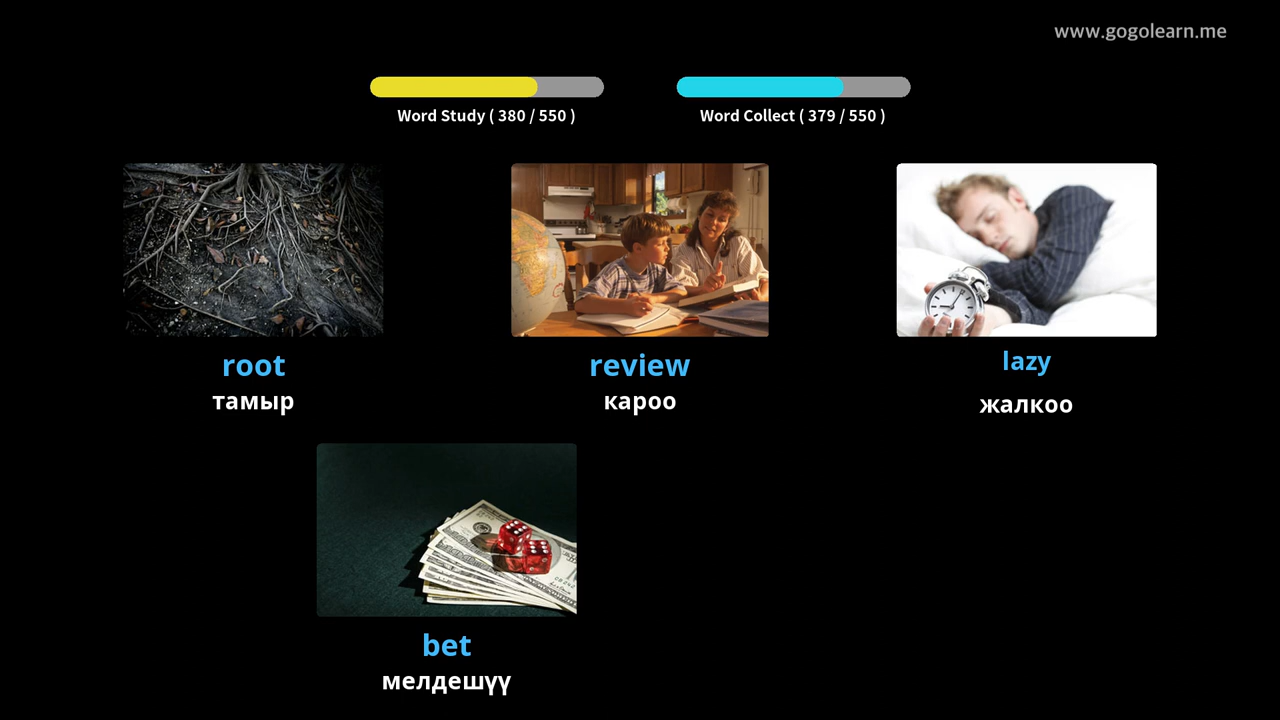 www.gogolearn.me
Word Study ( 380 / 550 )
Word Collect ( 379 / 550 )
root
тамыр
review
кароо
lazy
жалкоо
bet
мелдешүү